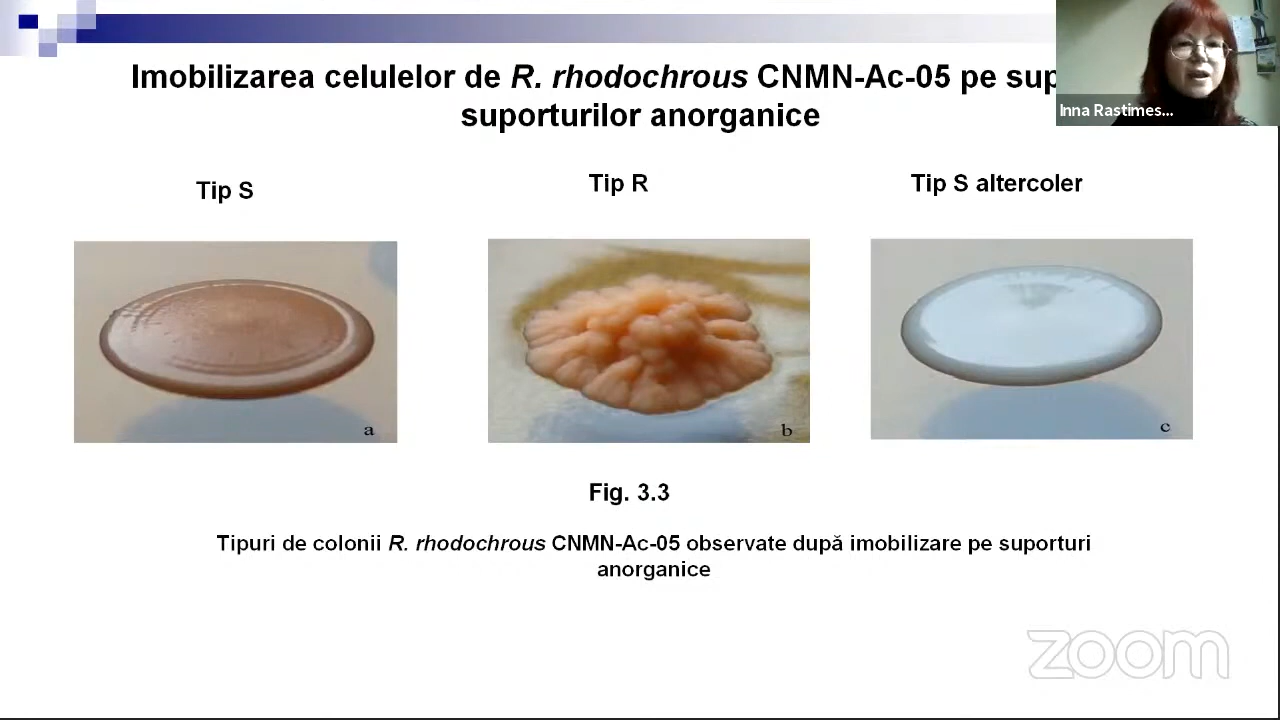 Imobilizarea celulelor de R. rhodochrous CNMN-Ac-05 pe
suporturilor anorganice
Inna Rastimes...
Tip S
Tip R
Tip S altercoler
a
b
c
Fig. 3.3
Tipuri de colonii R. rhodochrous CNMN-Ac-05 observate după imobilizare pe suporturi
anorganice
zoom